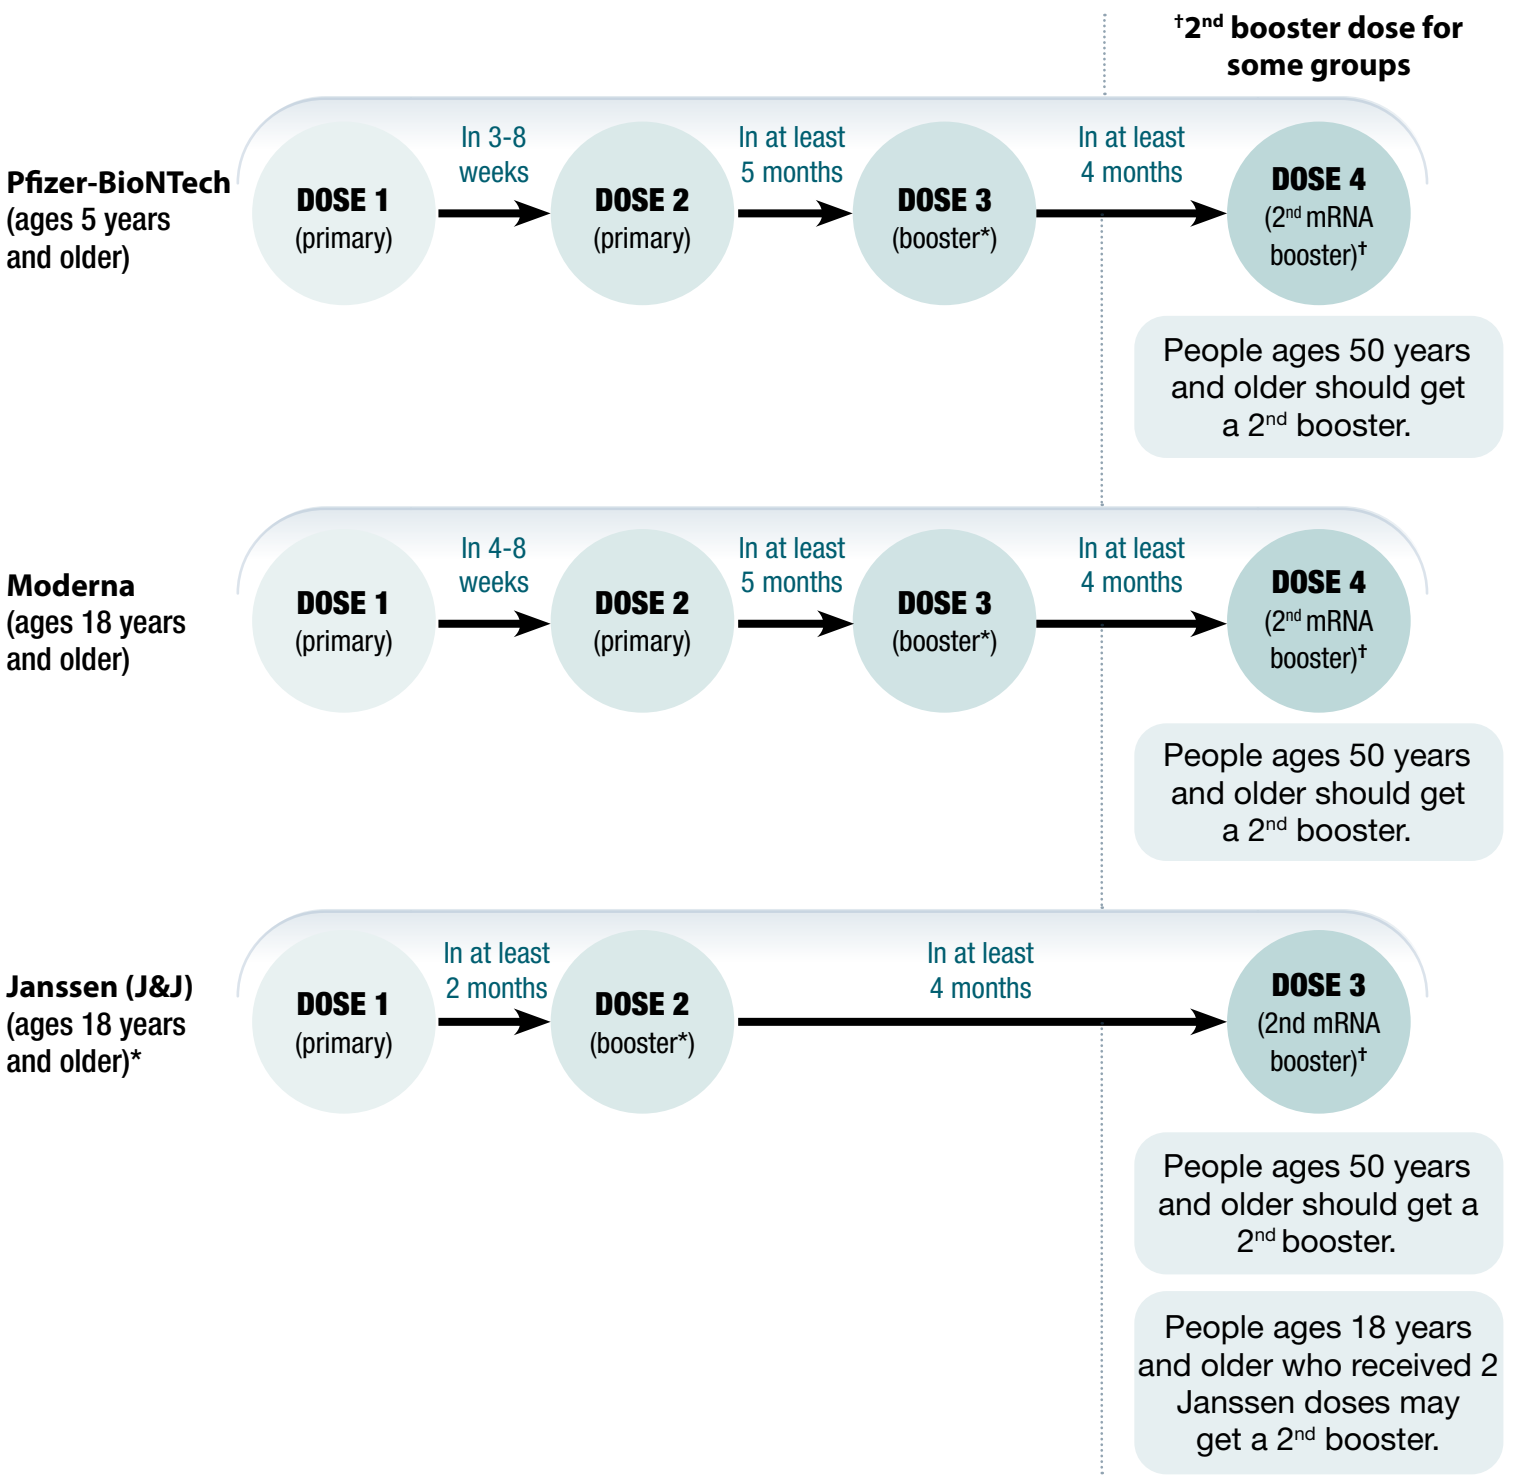 †2nd booster dose for
some groups
Pfizer-BioNTech
(ages 5 years
and older)
DOSE 1
(primary)
In 3-8
weeks
DOSE 2
(primary)
In at least
5 months
DOSE 3
(booster*)
In at least
4 months
DOSE 4
(2nd mRNA
booster)†
People ages 50 years
and older should get
a 2nd booster.
Moderna
(ages 18 years
and older)
DOSE 1
(primary)
In 4-8
weeks
DOSE 2
(primary)
In at least
5 months
DOSE 3
(booster*)
In at least
4 months
DOSE 4
(2nd mRNA
booster)†
People ages 50 years
and older should get
a 2nd booster.
Janssen (J&J)
(ages 18 years
and older)*
DOSE 1
(primary)
In at least
2 months
DOSE 2
(booster*)
In at least
4 months
DOSE 3
(2nd mRNA
booster)†
People ages 50 years
and older should get a
2nd booster.
People ages 18 years
and older who received 2
Janssen doses may
get a 2nd booster.